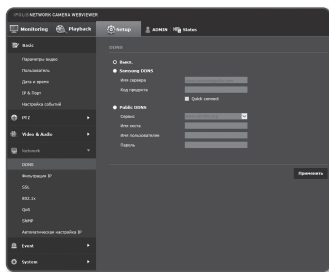 iPOLiS NETWORK CAMERA WEBVIEWER
Monitoring
Playback
Setup
ADMIN
Status
Basic
Параметры видео
Пользователь
Дата и время
IP & Порт
Настройка событий
PTZ
Video & Audio
Network
DDNS
Фильтрация IP
SSL
802.1x
QoS
SNMP
Автоматическая настройка IP
Event
System
DDNS
Выкл.
Samsung DDNS
Имя сервера
Код продукта
Quick connect
Public DDNS
Сервис
Имя хоста
Имя пользователя
Пароль
Применить